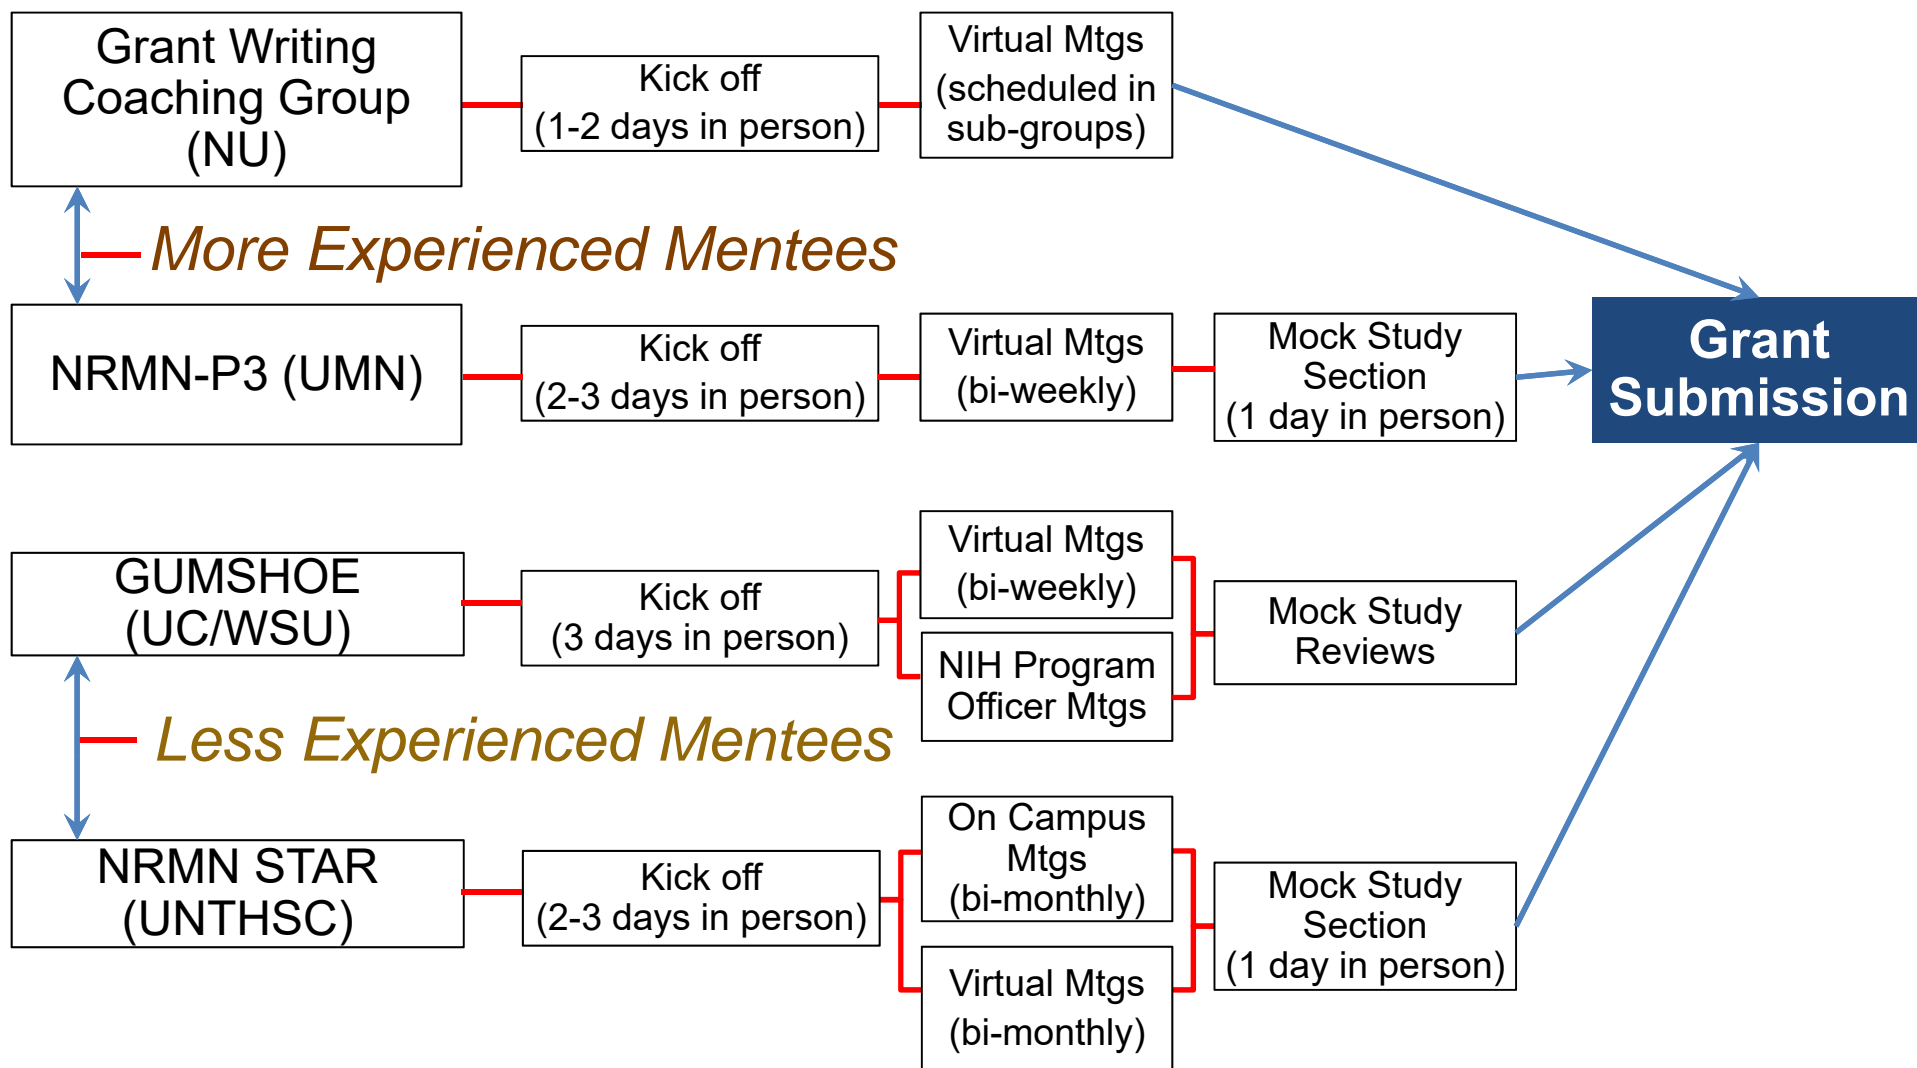 Grant Writing
Coaching Group
(NU)
Kick off
(1-2 days in person)
Virtual Mtgs
(scheduled in
sub-groups)
More Experienced Mentees
NRMN-P3 (UMN)
Kick off
(2-3 days in person)
Virtual Mtgs
(bi-weekly)
Mock Study
Section
(1 day in person)
Grant
Submission
GUMSHOE
(UC/WSU)
Kick off
(3 days in person)
Virtual Mtgs
(bi-weekly)
NIH Program
Officer Mtgs
Mock Study
Reviews
Less Experienced Mentees
NRMN STAR
(UNTHSC)
Kick off
(2-3 days in person)
On Campus
Mtgs
(bi-monthly)
Virtual Mtgs
(bi-monthly)
Mock Study
Section
(1 day in person)